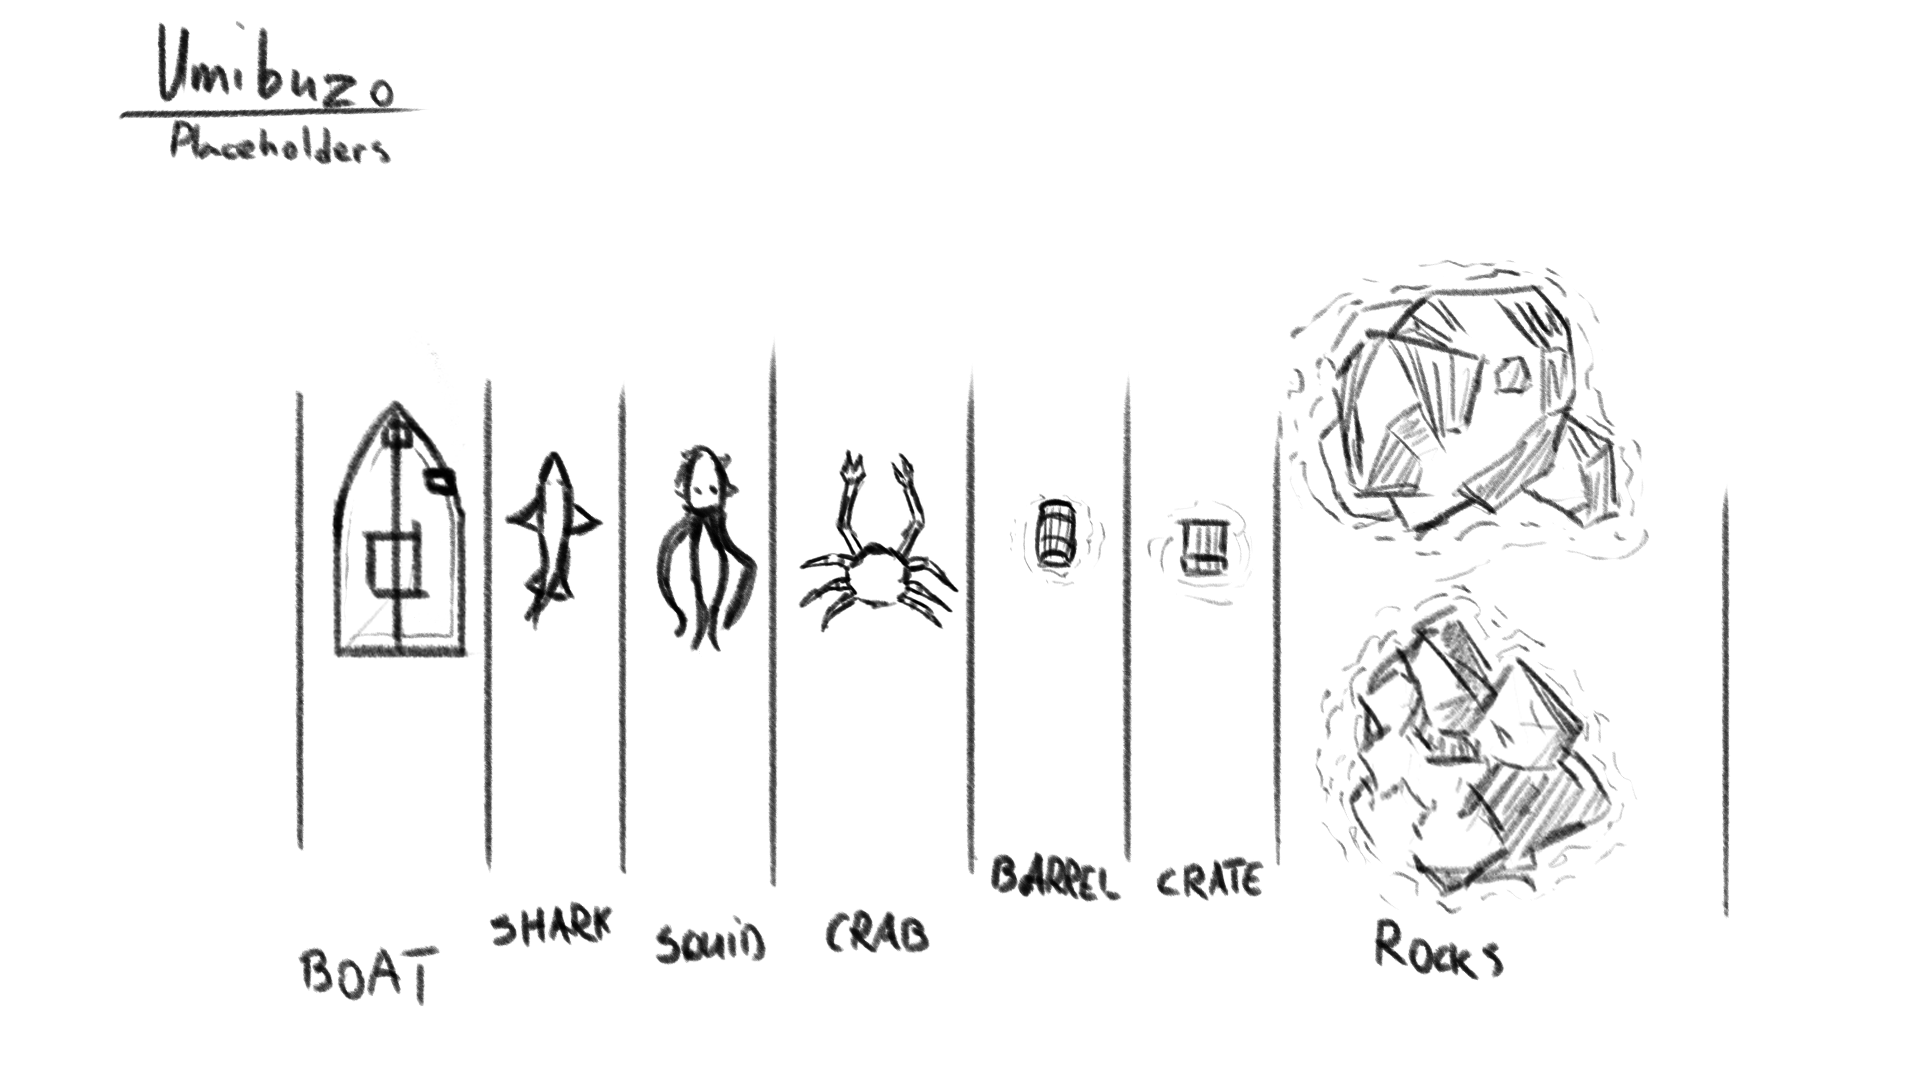 Umibuzo
Placeholders
BOAT
SHARK
SQUID
CRAB
BARREL
CRATE
ROCKS